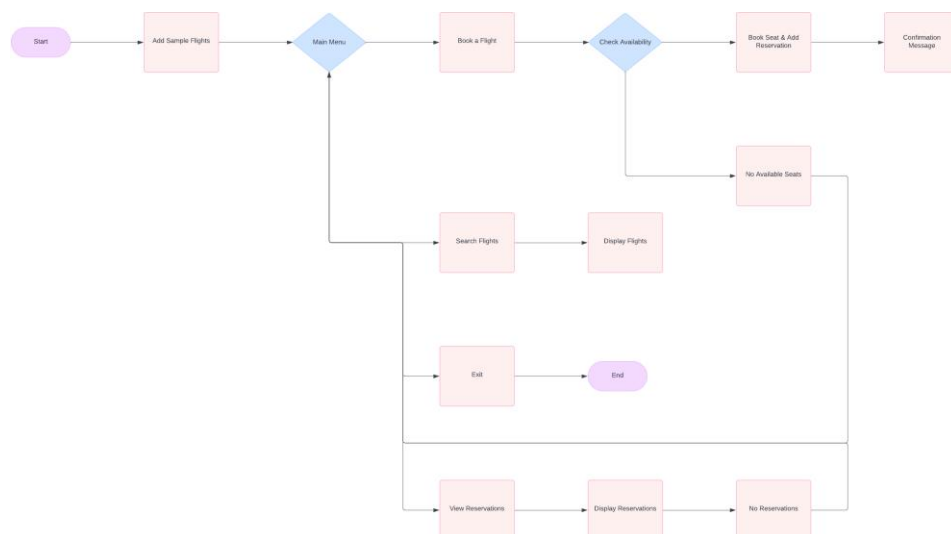 Start
Add Sample Flights
Main Menu
Book a Flight
Check Availability
Book Seat & Add
Reservation
Confirmation
Message
No Available Seats
Search Flights
Display Flights
Exit
End
View Reservations
Display Reservations
No Reservations